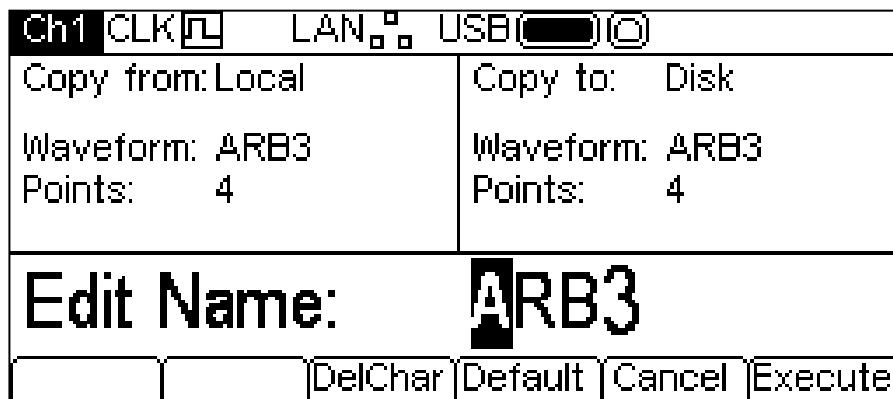 Ch1 CLK LAN USB
Copy from: Local
Waveform: ARB3
Points: 4
Copy to: Disk
Waveform: ARB3
Points: 4
Edit Name: ARB3
DelChar Default Cancel Execute